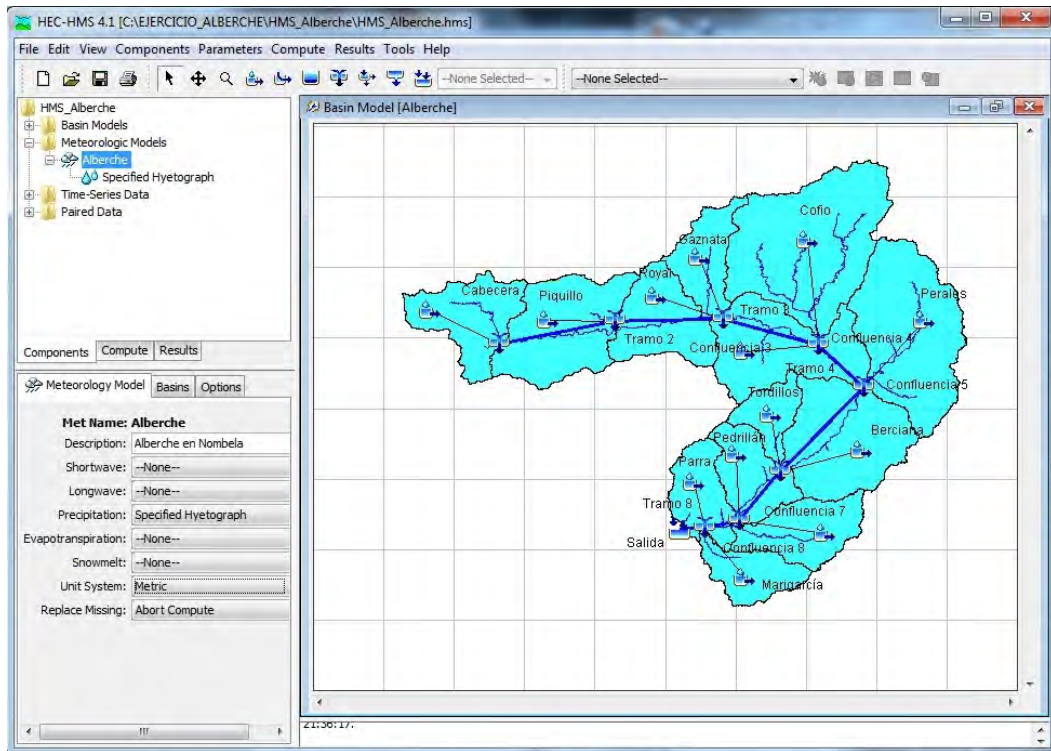 HEC-HMS 4.1 [C:\EJERCICIO_ALBERCHE\HMS_Alberche\HMS_Alberche.hms]
File Edit View Components Parameters Compute Results Tools Help
--None Selected-- --None Selected--
HMS_Alberche
Basin Models
Meteorologic Models
Alberche
Specified Hyetograph
Time-Series Data
Paired Data
Components Compute Results
Meteorology Model Basins Options
Met Name: Alberche
Description: Alberche en Nombela
Shortwave: --None--
Longwave: --None--
Precipitation: Specified Hyetograph
Evapotranspiration: --None--
Snowmelt: --None--
Unit System: Metric
Replace Missing: Abort Compute
Basin Model [Alberche]
Cofio
Gaznata
Royal
Cabecera
Piquillo
Perales
Tramo 3
Tramo 2
Confluencia 3
Confluencia 4
Tramo 4
Confluencia 5
Tordillos
Berciana
Pedrillán
Parra
Tramo 8
Confluencia 7
Salida
Confluencia 8
Marigarcía
21:36:17.